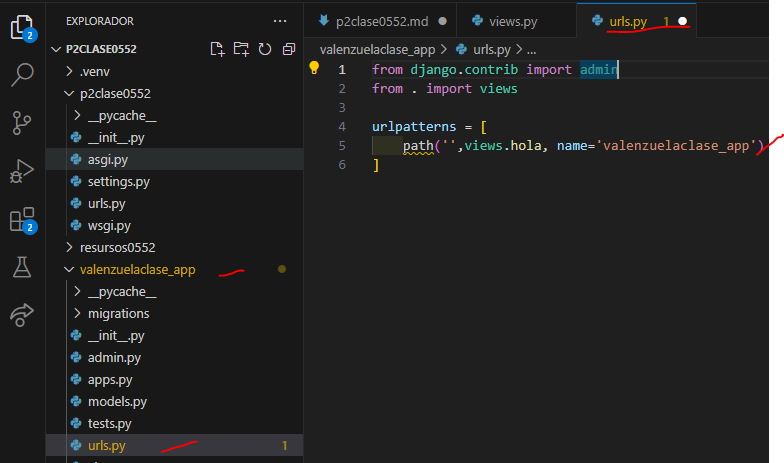 EXPLORADOR
P2CLASE0552
.venv
p2clase0552
__pycache__
__init__.py
asgi.py
settings.py
urls.py
wsgi.py
resursos0552
valenzuelaclase_app
__pycache__
migrations
__init__.py
admin.py
apps.py
models.py
tests.py
urls.py 1
2
2
p2clase0552.md
views.py
urls.py 1
valenzuelaclase_app > urls.py > ...
1 from django.contrib import admin
2 from . import views
3
4 urlpatterns = [
5 path('',views.hola, name='valenzuelaclase_app')
6 ]